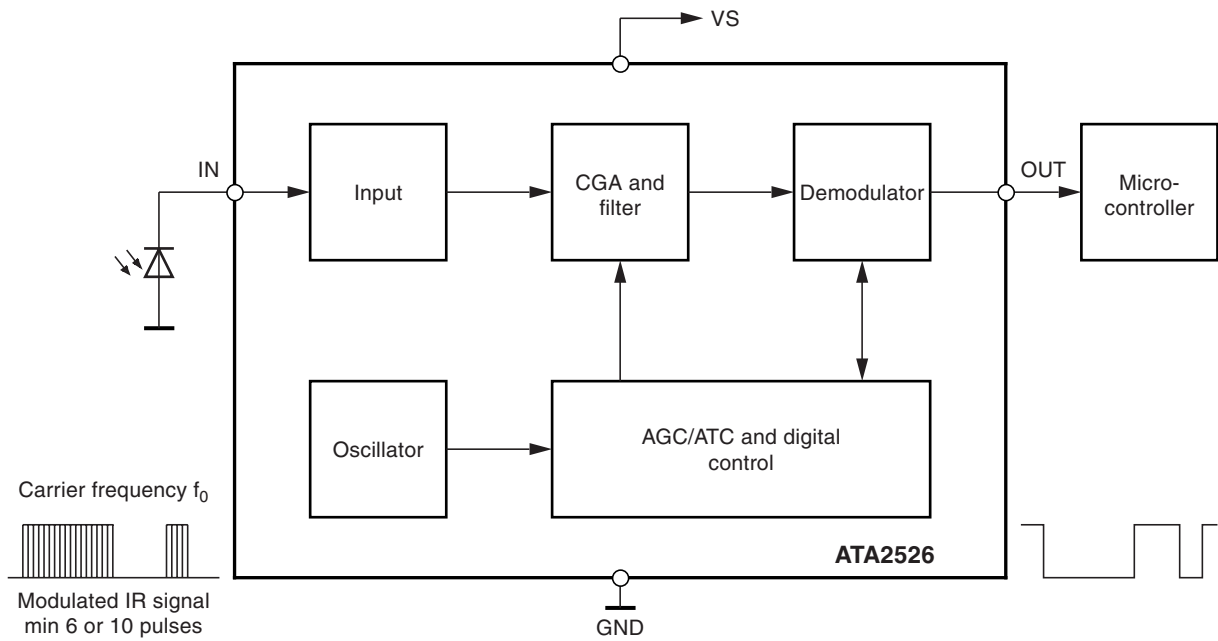 VS
IN
Input
CGA and
filter
Demodulator
OUT
Micro-
controller
Oscillator
AGC/ATC and digital
control
Carrier frequency f₀
Modulated IR signal
min 6 or 10 pulses
ATA2526
GND